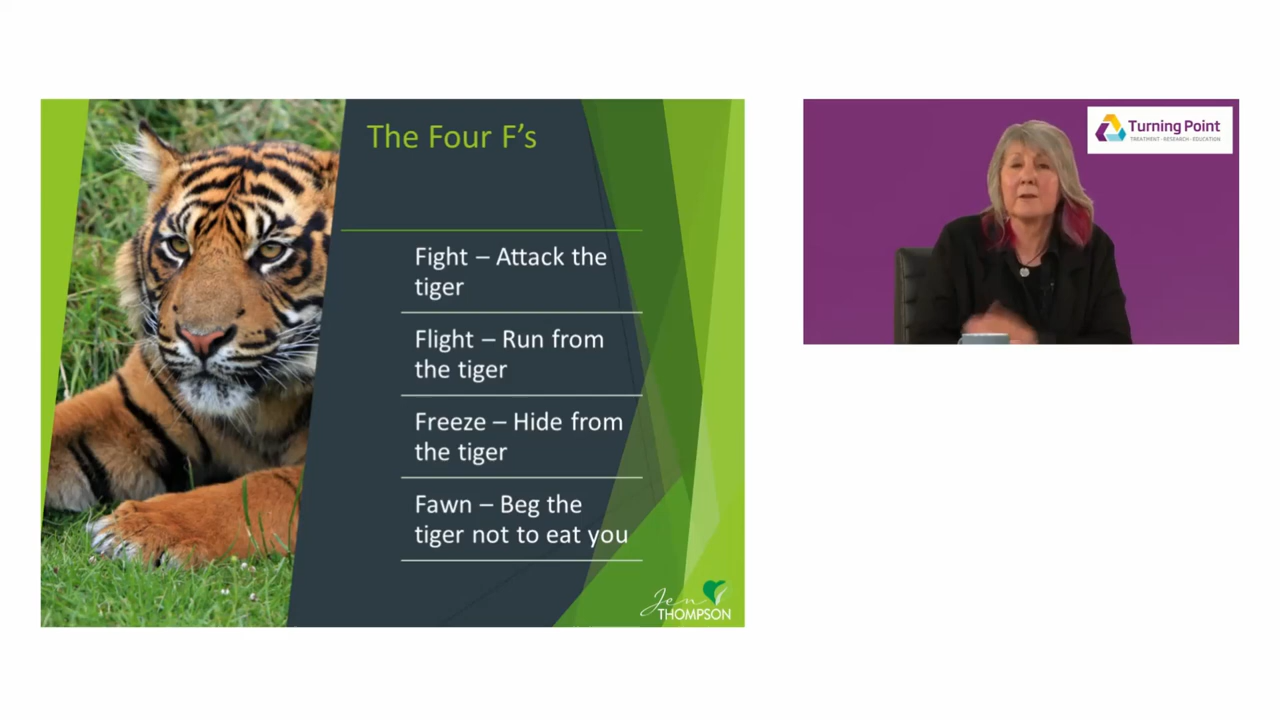 The Four F's
Fight – Attack the
tiger
Flight – Run from
the tiger
Freeze – Hide from
the tiger
Fawn – Beg the
tiger not to eat you
Jen
THOMPSON
Turning Point
TREATMENT · RESEARCH · EDUCATION